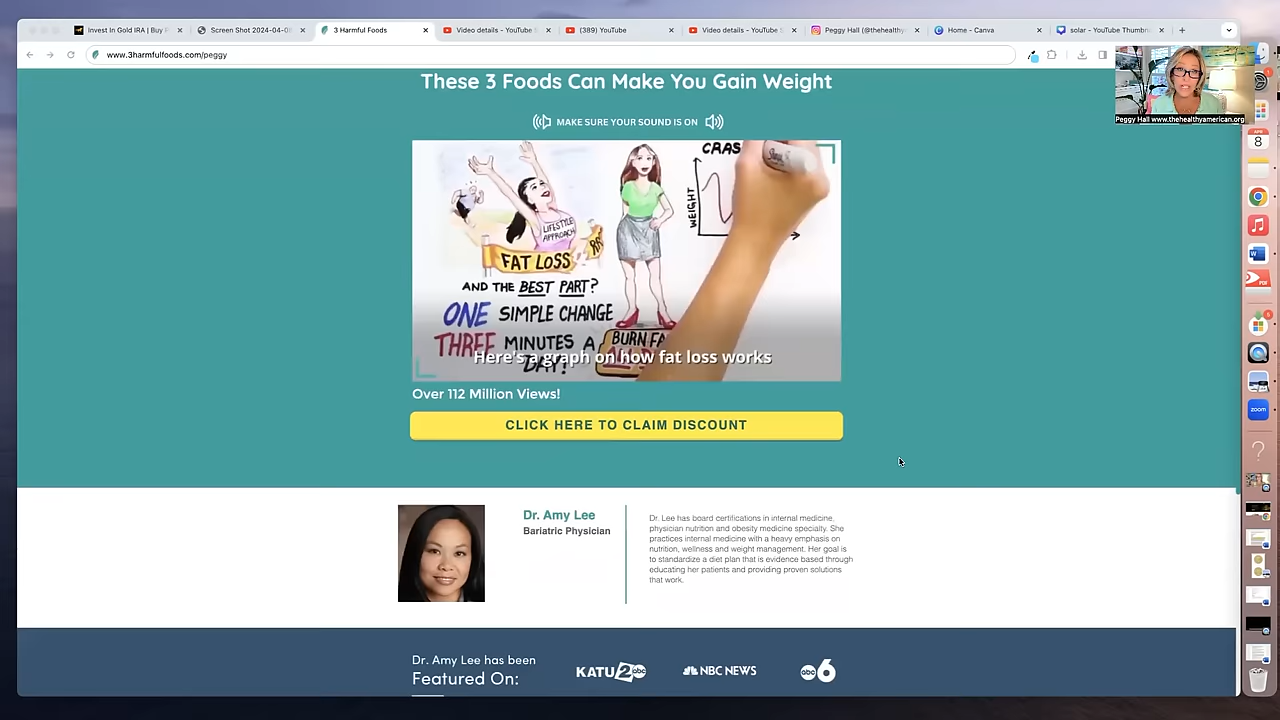 Invest In Gold IRA | Buy P
Screen Shot 2024-04-0
3 Harmful Foods
Video details - YouTube S
(389) YouTube
Video details - YouTube S
Peggy Hall (@thehealthy
Home - Canva
solar - YouTube Thumbn
www.3harmfulfoods.com/peggy
Peggy Hall www.thehealthyamerican.org
These 3 Foods Can Make You Gain Weight
MAKE SURE YOUR SOUND IS ON
CRAS
WEIGHT
LIFESTYLE
APPROACH
FAT LOSS
AND THE BEST PART?
ONE SIMPLE CHANGE
THREE MINUTES A
DAY!
BURN FA
Here's a graph on how fat loss works
Over 112 Million Views!
CLICK HERE TO CLAIM DISCOUNT
Dr. Amy Lee
Bariatric Physician
Dr. Lee has board certifications in internal medicine,
physician nutrition and obesity medicine specialty. She
practices internal medicine with a heavy emphasis on
nutrition, wellness and weight management. Her goal is
to standardize a diet plan that is evidence based through
educating her patients and providing proven solutions
that work.
Dr. Amy Lee has been
Featured On:
KATU 2 abc
NBC NEWS
abc 6
APR
8
zoom